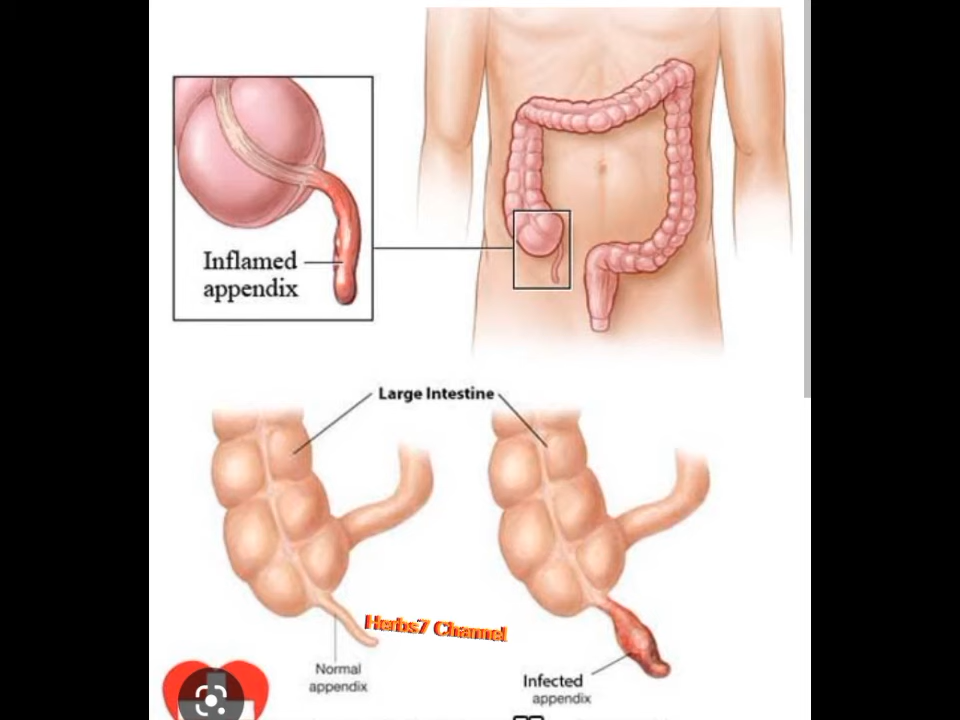 Inflamed
appendix
Large Intestine
Herbs7 Channel
Normal
appendix
Infected
appendix